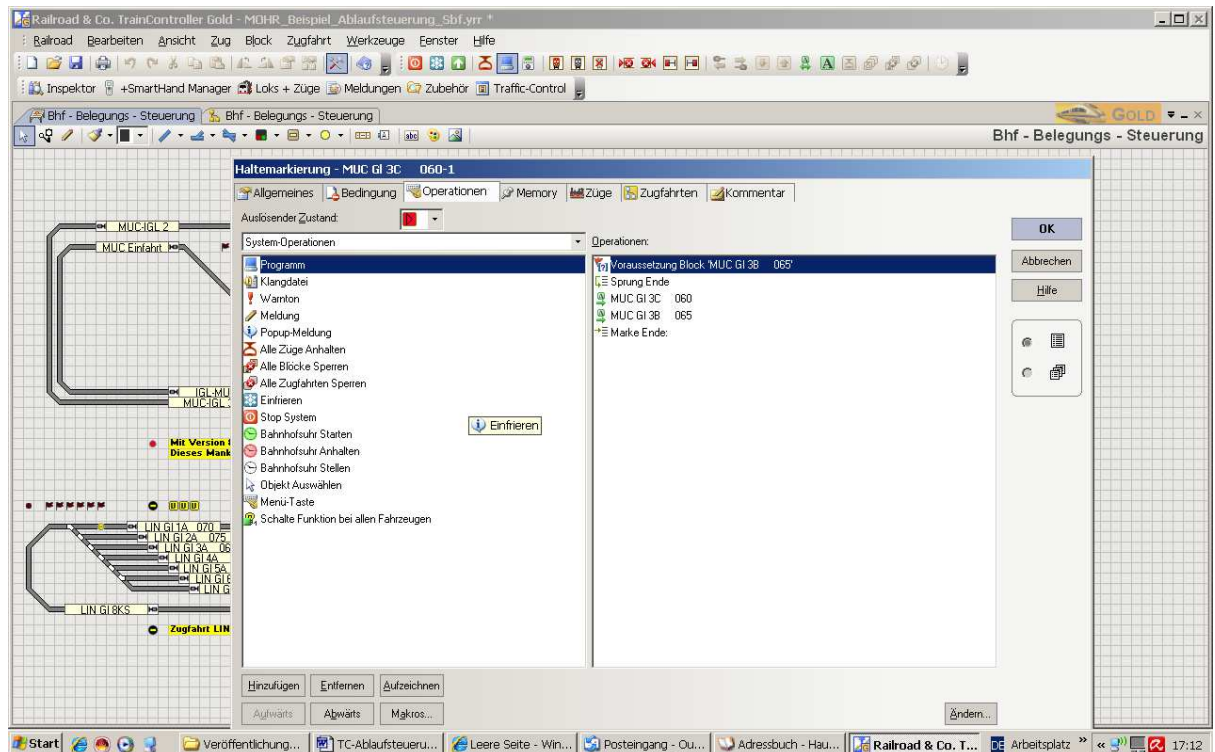 Railroad & Co. TrainController Gold - MOHR_Beispiel_Ablaufsteuerung_Sbf.yrr *
Railroad Bearbeiten Ansicht Zug Block Zugfahrt Werkzeuge Fenster Hilfe
Inspektor +SmartHand Manager Loks + Züge Meldungen Zubehör Traffic-Control
Bhf - Belegungs - Steuerung Bhf - Belegungs - Steuerung
GOLD
abc
Bhf - Belegungs - Steuerung
Haltemarkierung - MUC Gl 3C 060-1
Allgemeines Bedingung Operationen Memory Züge Zugfahrten Kommentar
Auslösender Zustand:
System-Operationen
Operationen:
Programm
Klangdatei
Warnton
Meldung
Popup-Meldung
Alle Züge Anhalten
Alle Blöcke Sperren
Alle Zugfahrten Sperren
Einfrieren
Stop System
Bahnhofsuhr Starten
Bahnhofsuhr Anhalten
Bahnhofsuhr Stellen
Objekt Auswählen
Menü-Taste
Schalte Funktion bei allen Fahrzeugen
Einfrieren
Voraussetzung Block 'MUC Gl 3B 065'
Sprung Ende
MUC Gl 3C 060
MUC Gl 3B 065
Marke Ende:
OK
Abbrechen
Hilfe
Hinzufügen Entfernen Aufzeichnen
Aufwärts Abwärts Makros...
Ändern...
MUC-IGL 2
MUC Einfahrt
IGL-MU
MUC-IGL
Mit Version
Dieses Mank
LIN Gl 1A 070
LIN Gl 2A 075
LIN Gl 3A 06
LIN Gl 4A
LIN Gl 5A
LIN Gl 6
LIN G
LIN Gl 8KS
Zugfahrt LIN
Start Veröffentlichung... TC-Ablaufsteueru... Leere Seite - Win... Posteingang - Ou... Adressbuch - Hau... Railroad & Co. T... DE Arbeitsplatz » « 17:12